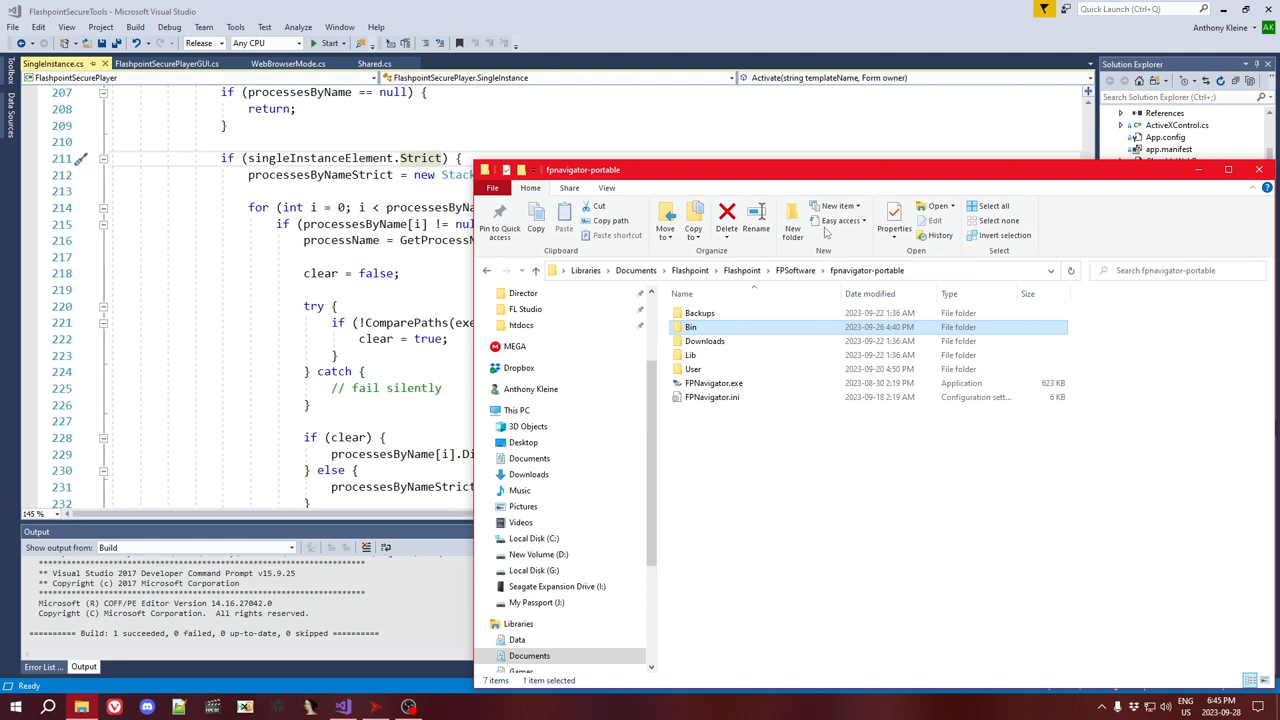 FlashpointSecureTools - Microsoft Visual Studio
Quick Launch (Ctrl+Q)
File Edit View Project Build Debug Team Tools Test Analyze Window Help
Anthony Kleine AK
Release Any CPU Start
SingleInstance.cs FlashpointSecurePlayerGUI.cs WebBrowserMode.cs Shared.cs
FlashpointSecurePlayer FlashpointSecurePlayer.SingleInstance Activate(string templateName, Form owner)
Toolbox
Data Sources
207 if (processesByName == null) {
208 return;
209 }
210
211 if (singleInstanceElement.Strict) {
212 processesByNameStrict = new Stack
213
214 for (int i = 0; i < processesByNa
215 if (processesByName[i] != nul
216 processName = GetProcessN
217
218 clear = false;
219
220 try {
221 if (!ComparePaths(exe
222 clear = true;
223 }
224 } catch {
225 // fail silently
226 }
227
228 if (clear) {
229 processesByName[i].Di
230 } else {
231 processesByNameStrict
232 }
145 %
Output
Show output from: Build
**********************************************************************
** Visual Studio 2017 Developer Command Prompt v15.9.25
** Copyright (c) 2017 Microsoft Corporation
**********************************************************************
Microsoft (R) COFF/PE Editor Version 14.16.27042.0
Copyright (C) Microsoft Corporation. All rights reserved.
========== Build: 1 succeeded, 0 failed, 0 up-to-date, 0 skipped ==========
Error List ... Output
Ready
Solution Explorer
Search Solution Explorer (Ctrl+;)
References
ActiveXControl.cs
App.config
app.manifest
fpnavigator-portable
File Home Share View
Pin to Quick access
Copy
Paste
Cut
Copy path
Paste shortcut
Clipboard
Move to
Copy to
Delete
Rename
Organize
New folder
New item
Easy access
New
Properties
Open
Edit
History
Open
Select all
Select none
Invert selection
Select
Libraries > Documents > Flashpoint > Flashpoint > FPSoftware > fpnavigator-portable
Search fpnavigator-portable
Director
FL Studio
htdocs
MEGA
Dropbox
Anthony Kleine
This PC
3D Objects
Desktop
Documents
Downloads
Music
Pictures
Videos
Local Disk (C:)
New Volume (D:)
Local Disk (G:)
Seagate Expansion Drive (I:)
My Passport (J:)
Libraries
Data
Documents
Games
Name Date modified Type Size
Backups 2023-09-22 1:36 AM File folder
Bin 2023-09-26 4:40 PM File folder
Downloads 2023-09-22 1:36 AM File folder
Lib 2023-09-22 1:36 AM File folder
User 2023-09-20 4:50 PM File folder
FPNavigator.exe 2023-08-30 2:19 PM Application 623 KB
FPNavigator.ini 2023-09-18 2:19 AM Configuration sett... 6 KB
7 items 1 item selected
ENG
US
6:45 PM
2023-09-28